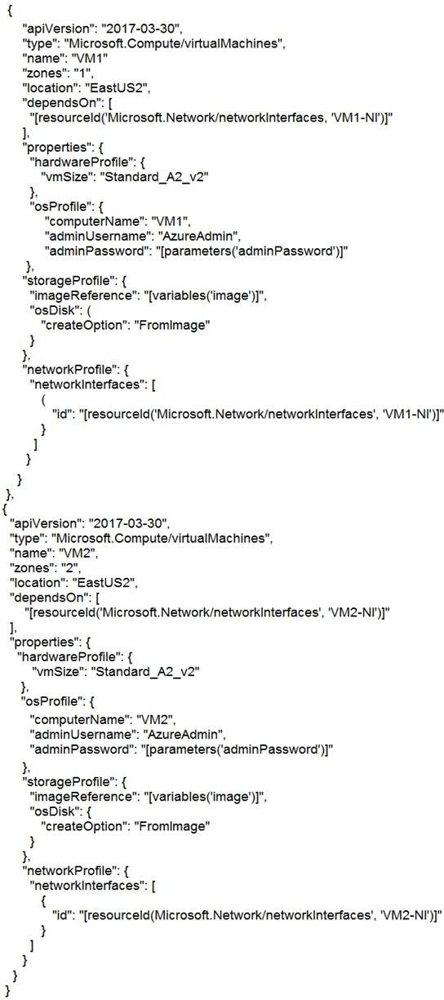 {
"apiVersion": "2017-03-30",
"type": "Microsoft.Compute/virtualMachines",
"name": "VM1"
"zones": "1",
"location": "EastUS2",
"dependsOn": [
"[resourceId('Microsoft.Network/networkInterfaces, 'VM1-NI')]"
],
"properties": {
"hardwareProfile": {
"vmSize": "Standard_A2_v2"
},
"osProfile": {
"computerName": "VM1",
"adminUsername": "AzureAdmin",
"adminPassword": "[parameters('adminPassword')]"
},
"storageProfile": {
"imageReference": "[variables('image')]",
"osDisk": (
"createOption": "FromImage"
}
},
"networkProfile": {
"networkInterfaces": [
(
"id": "[resourceId('Microsoft.Network/networkInterfaces', 'VM1-NI')]"
}
]
}
}
},
{
"apiVersion": "2017-03-30",
"type": "Microsoft.Compute/virtualMachines",
"name": "VM2",
"zones": "2",
"location": "EastUS2",
"dependsOn": [
"[resourceId('Microsoft.Network/networkInterfaces', 'VM2-NI')]"
],
"properties": {
"hardwareProfile": {
"vmSize": "Standard_A2_v2"
},
"osProfile": {
"computerName": "VM2",
"adminUsername": "AzureAdmin",
"adminPassword": "[parameters('adminPassword')]"
},
"storageProfile": {
"imageReference": "[variables('image')]",
"osDisk": {
"createOption": "FromImage"
}
},
"networkProfile": {
"networkInterfaces": [
{
"id": "[resourceId(Microsoft.Network/networkInterfaces', 'VM2-NI')]"
}
]
}
}
}